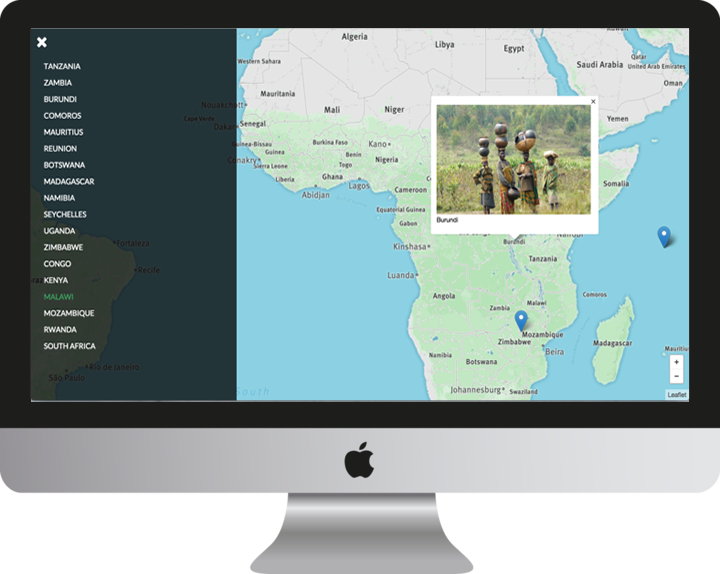 TANZANIA
ZAMBIA
BURUNDI
COMOROS
MAURITIUS
REUNION
BOTSWANA
MADAGASCAR
NAMIBIA
SEYCHELLES
UGANDA
ZIMBABWE
CONGO
KENYA
MALAWI
MOZAMBIQUE
RWANDA
SOUTH AFRICA
Algeria
Libya
Egypt
Western Sahara
Saudi Arabia
Qatar
United Arab Emirates
Oman
Mauritania
Mali
Niger
Nouakchott
Cape Verde
Dakar
Senegal
Yemen
Guinea-Bissau
Guinea
Burkina Faso
Kano
Benin
Conakry
Sierra Leone
Togo
Nigeria
Liberia
Ghana
Lagos
Abidjan
Cameroon
Somalia
Equatorial Guinea
Gabon
Burundi
Nairobi
Burundi
Kinshasa
Tanzania
Fortaleza
Recife
Luanda
Angola
Zambia
Malawi
Comoros
Mozambique
Zimbabwe
Madagascar
Beira
Mauritiu
Namibia
Botswana
Rio de Janeiro
São Paulo
Johannesburg
Swaziland
South
+
−
Leaflet